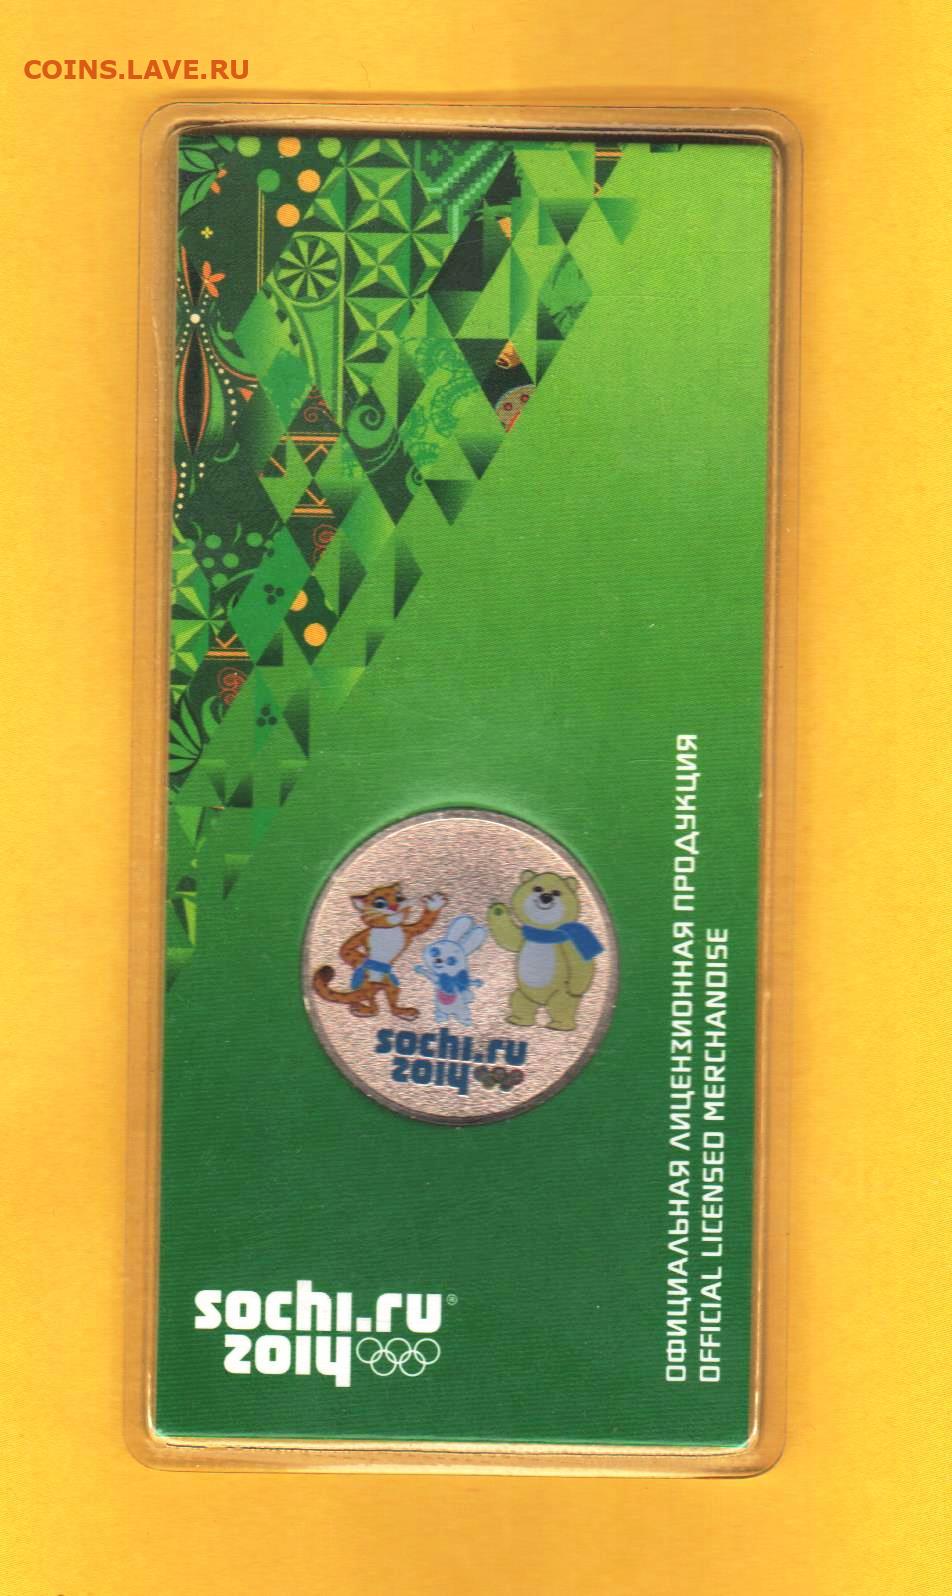 COINS.LAVE.RU
sochi.ru
2014
sochi.ru®
2014
ОФИЦИАЛЬНАЯ ЛИЦЕНЗИОННАЯ ПРОДУКЦИЯ
OFFICIAL LICENSED MERCHANDISE